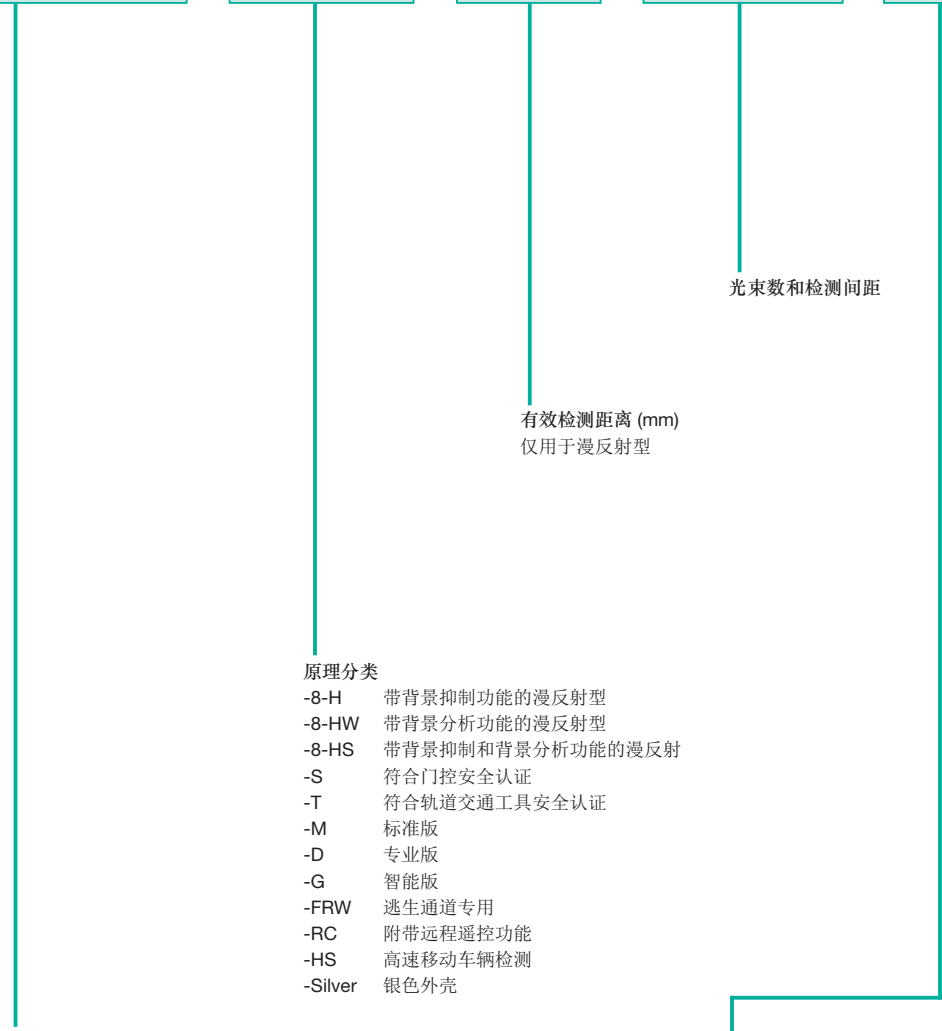 光束数和检测间距
有效检测距离 (mm)
仅用于漫反射型
原理分类
-8-H 带背景抑制功能的漫反射型
-8-HW 带背景分析功能的漫反射型
-8-HS 带背景抑制和背景分析功能的漫反射
-S 符合门控安全认证
-T 符合轨道交通工具安全认证
-M 标准版
-D 专业版
-G 智能版
-FRW 逃生通道专用
-RC 附带远程遥控功能
-HS 高速移动车辆检测
-Silver 银色外壳